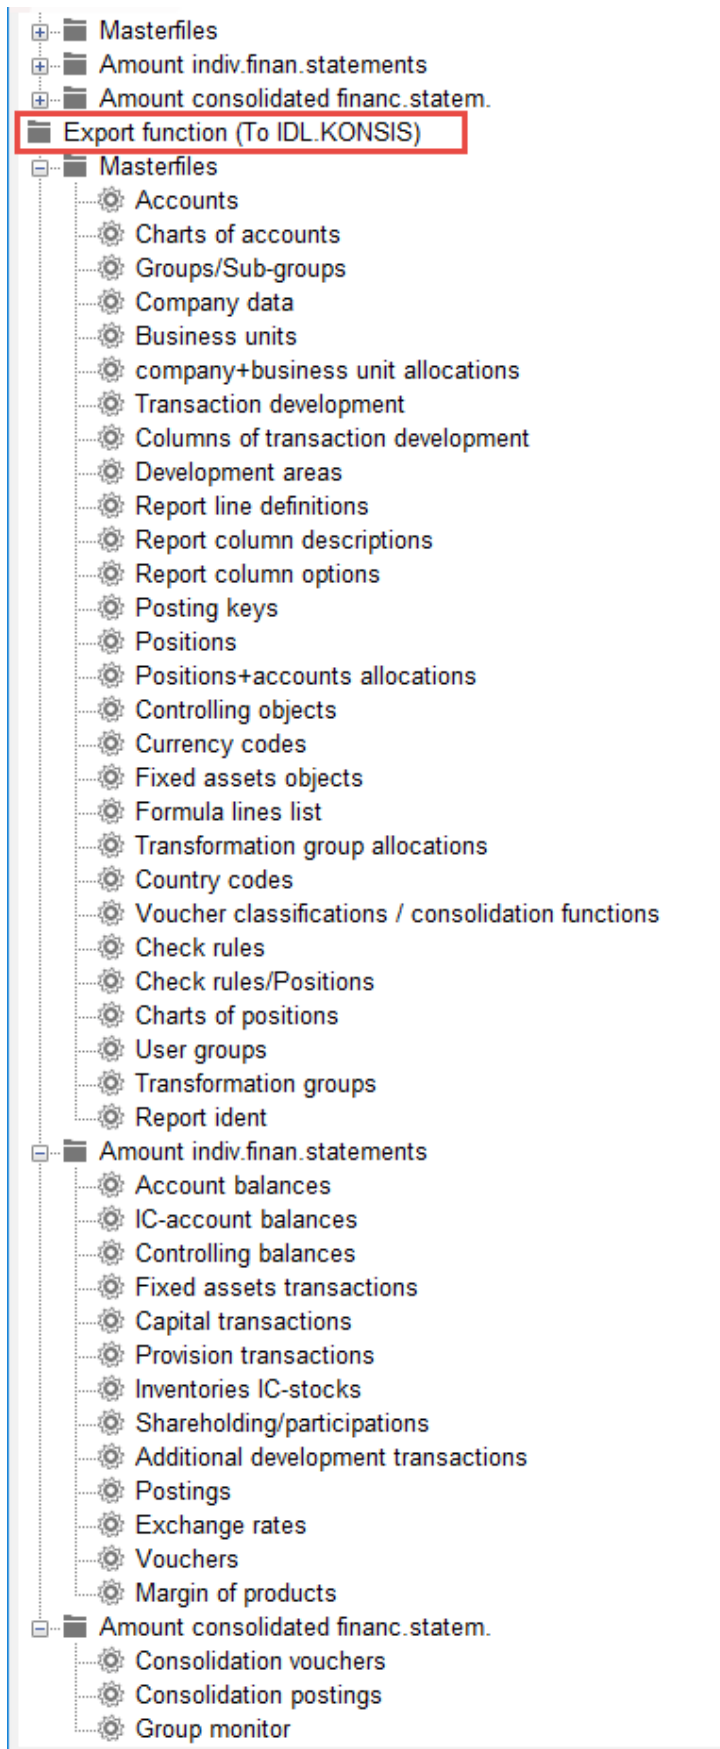 Masterfiles
Amount indiv.finan.statements
Amount consolidated financ.statem.
Export function (To IDL.KONSIS)
Masterfiles
Accounts
Charts of accounts
Groups/Sub-groups
Company data
Business units
company+business unit allocations
Transaction development
Columns of transaction development
Development areas
Report line definitions
Report column descriptions
Report column options
Posting keys
Positions
Positions+accounts allocations
Controlling objects
Currency codes
Fixed assets objects
Formula lines list
Transformation group allocations
Country codes
Voucher classifications / consolidation functions
Check rules
Check rules/Positions
Charts of positions
User groups
Transformation groups
Report ident
Amount indiv.finan.statements
Account balances
IC-account balances
Controlling balances
Fixed assets transactions
Capital transactions
Provision transactions
Inventories IC-stocks
Shareholding/participations
Additional development transactions
Postings
Exchange rates
Vouchers
Margin of products
Amount consolidated financ.statem.
Consolidation vouchers
Consolidation postings
Group monitor